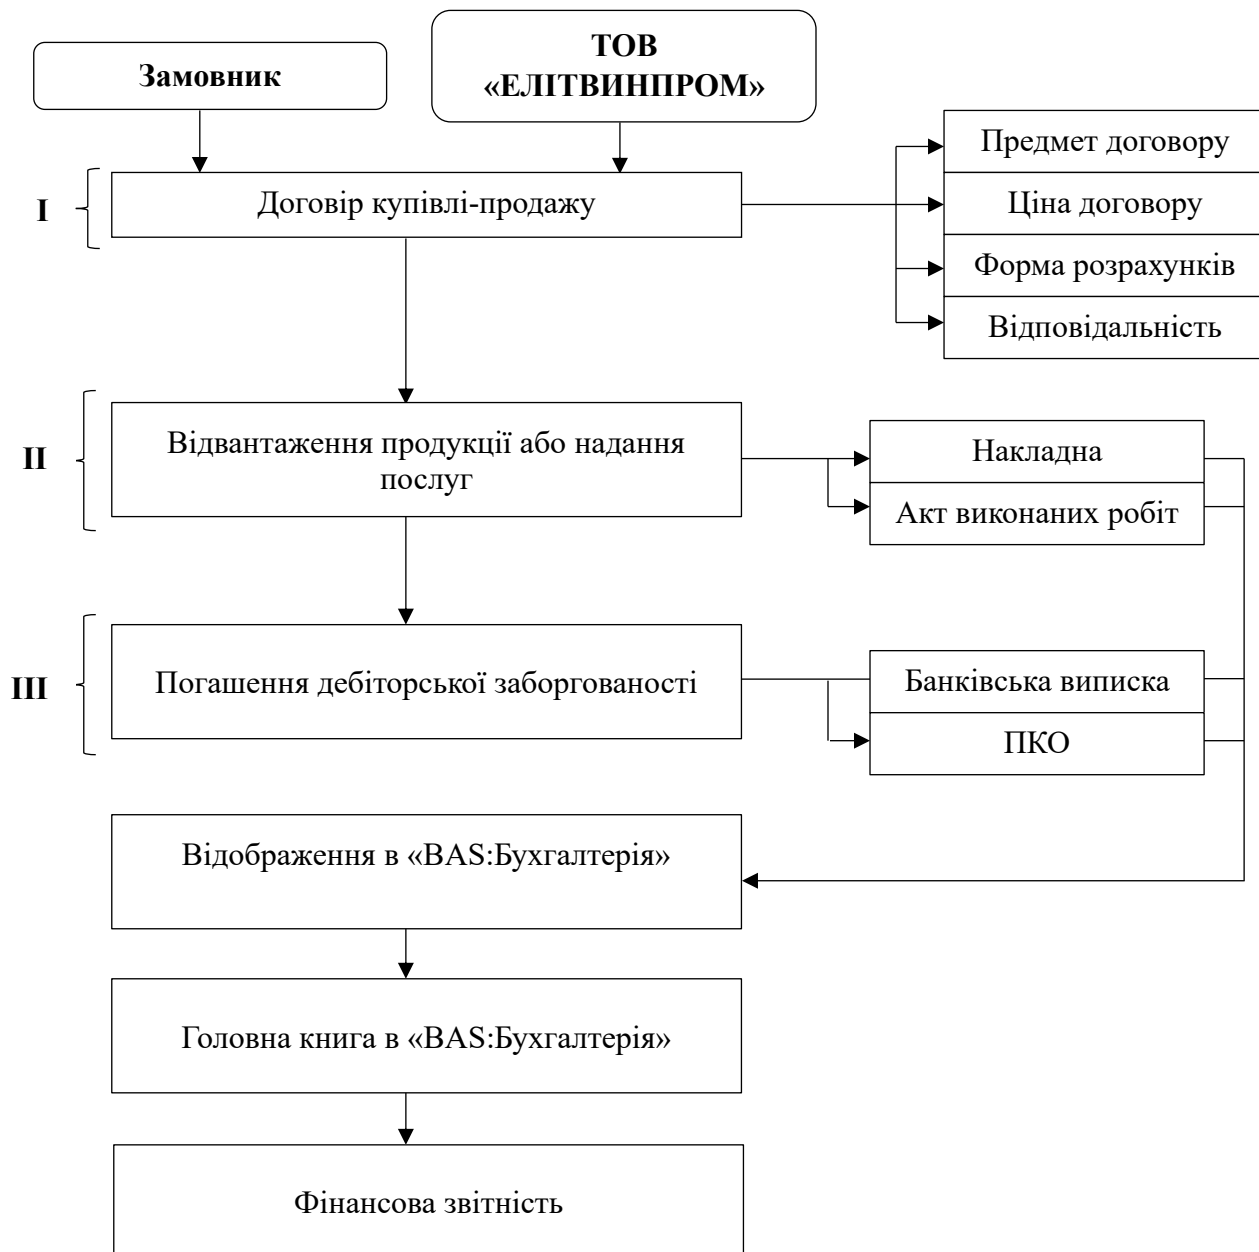 Замовник
ТОВ
«ЕЛІТВИНПРОМ»
I
Договір купівлі-продажу
Предмет договору
Ціна договору
Форма розрахунків
Відповідальність
II
Відвантаження продукції або надання
послуг
Накладна
Акт виконаних робіт
III
Погашення дебіторської заборгованості
Банківська виписка
ПКО
Відображення в «BAS:Бухгалтерія»
Головна книга в «BAS:Бухгалтерія»
Фінансова звітність